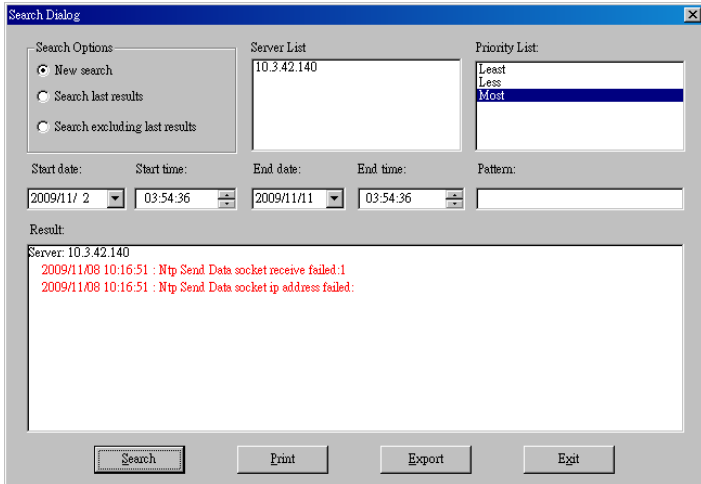 Search Dialog
Search Options
New search
Search last results
Search excluding last results
Server List
10.3.42.140
Priority List:
Least
Less
Most
Start date:
Start time:
End date:
End time:
Pattern:
2009/11/ 2
03:54:36
2009/11/11
03:54:36
Result:
Server: 10.3.42.140
2009/11/08 10:16:51 : Ntp Send Data socket receive failed:1
2009/11/08 10:16:51 : Ntp Send Data socket ip address failed:
Search
Print
Export
Exit